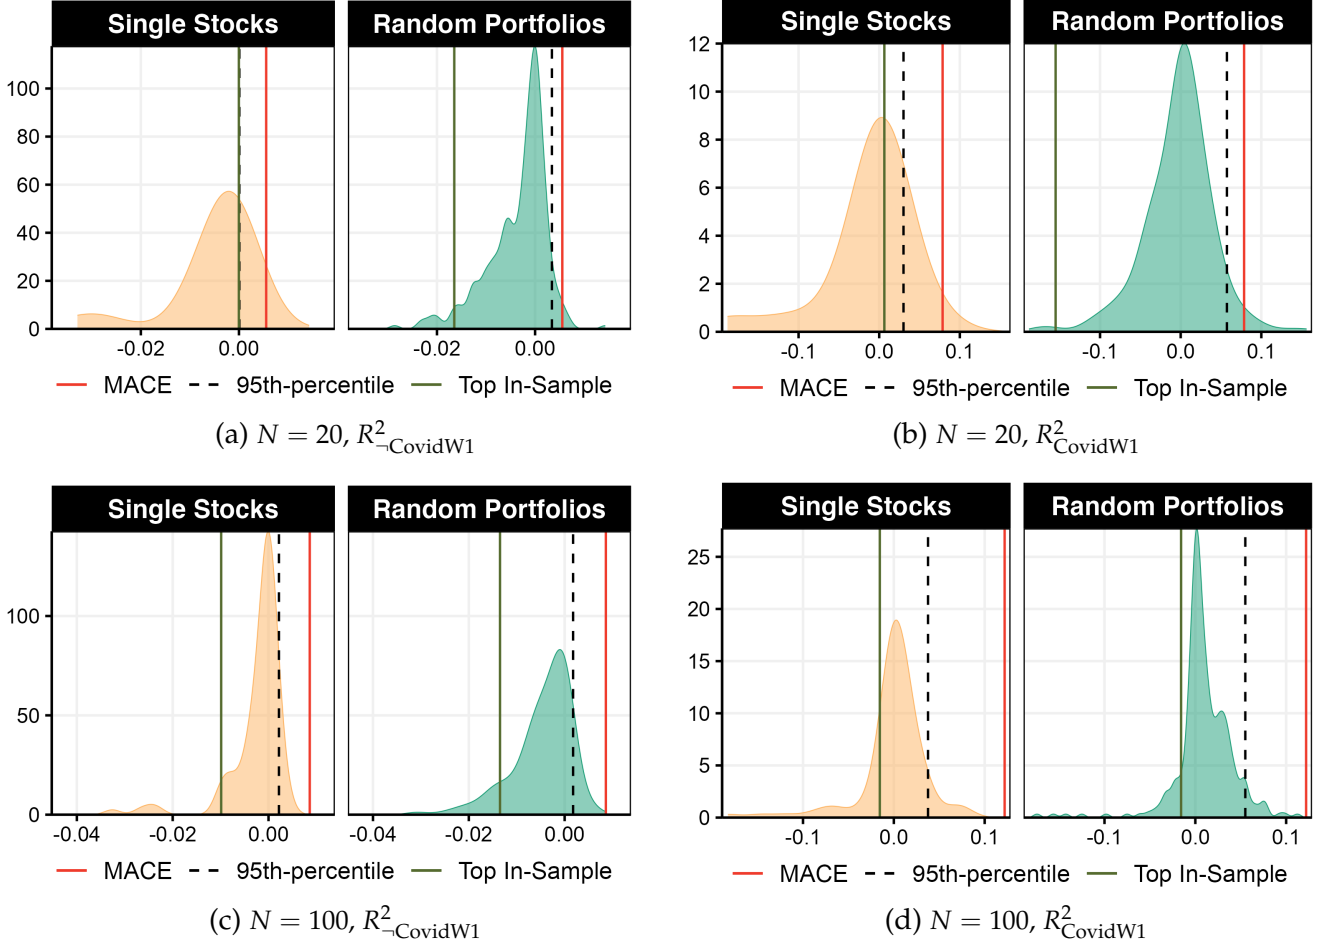 Single Stocks Random Portfolios
100
80
60
40
20
0
-0.02 0.00 -0.02 0.00
MACE 95th-percentile Top In-Sample
(a) N = 20, R²¬CovidW1
Single Stocks Random Portfolios
12
10
8
6
4
2
0
-0.1 0.0 0.1 -0.1 0.0 0.1
MACE 95th-percentile Top In-Sample
(b) N = 20, R²CovidW1
Single Stocks Random Portfolios
100
50
0
-0.04 -0.02 0.00 -0.04 -0.02 0.00
MACE 95th-percentile Top In-Sample
(c) N = 100, R²¬CovidW1
Single Stocks Random Portfolios
25
20
15
10
5
0
-0.1 0.0 0.1 -0.1 0.0 0.1
MACE 95th-percentile Top In-Sample
(d) N = 100, R²CovidW1